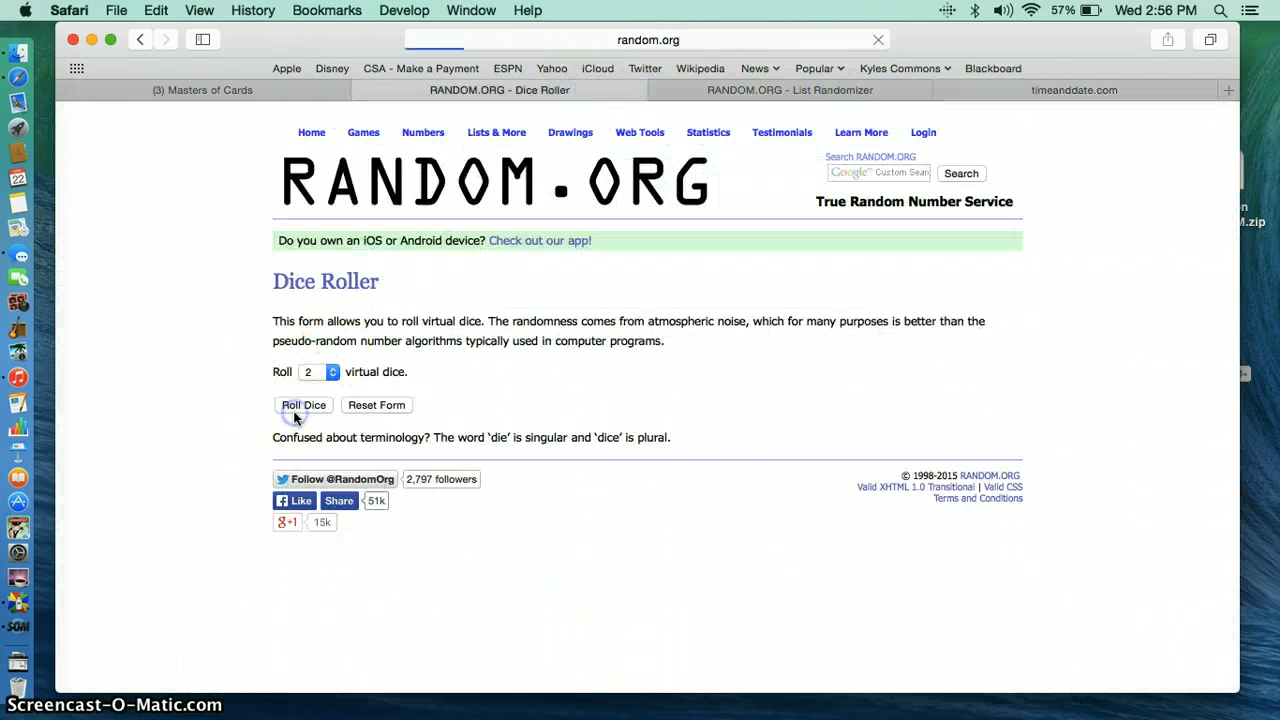 Safari File Edit View History Bookmarks Develop Window Help 57% Wed 2:56 PM
random.org
Apple Disney CSA - Make a Payment ESPN Yahoo iCloud Twitter Wikipedia News Popular Kyles Commons Blackboard
(3) Masters of Cards RANDOM.ORG - Dice Roller RANDOM.ORG - List Randomizer timeanddate.com
Home Games Numbers Lists & More Drawings Web Tools Statistics Testimonials Learn More Login
RANDOM.ORG
Search RANDOM.ORG
Google™ Custom Sear Search
True Random Number Service
Do you own an iOS or Android device? Check out our app!
Dice Roller
This form allows you to roll virtual dice. The randomness comes from atmospheric noise, which for many purposes is better than the
pseudo-random number algorithms typically used in computer programs.
Roll 2 virtual dice.
Roll Dice Reset Form
Confused about terminology? The word ‘die’ is singular and ‘dice’ is plural.
Follow @RandomOrg 2,797 followers
Like Share 51k
g+1 15k
© 1998-2015 RANDOM.ORG
Valid XHTML 1.0 Transitional | Valid CSS
Terms and Conditions
22
SOM
M.zip
Screencast-O-Matic.com